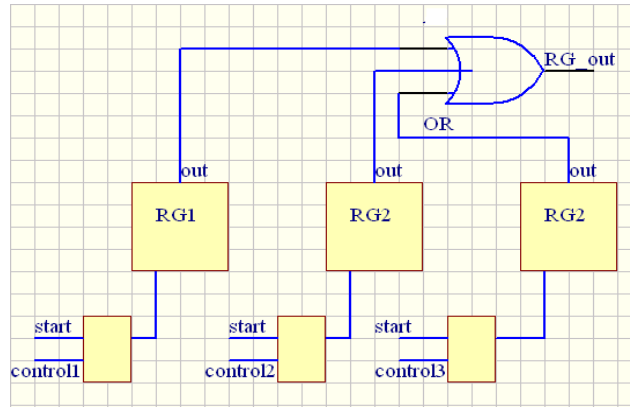 RG_out
OR
out
out
out
RG1
RG2
RG2
start
start
start
control1
control2
control3